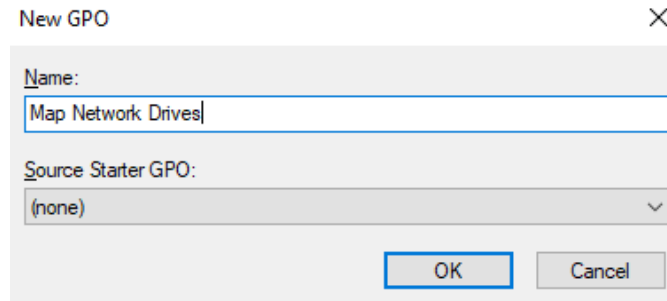 New GPO
Name:
Map Network Drives
Source Starter GPO:
(none)
OK Cancel